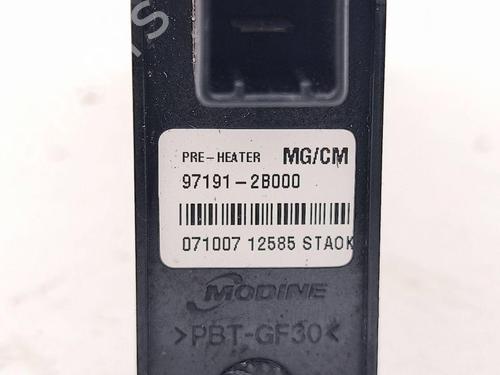 PRE-HEATER MG/CM
97191-2B000
071007 12585 STAOK
MODINE
>PBT-GF30<